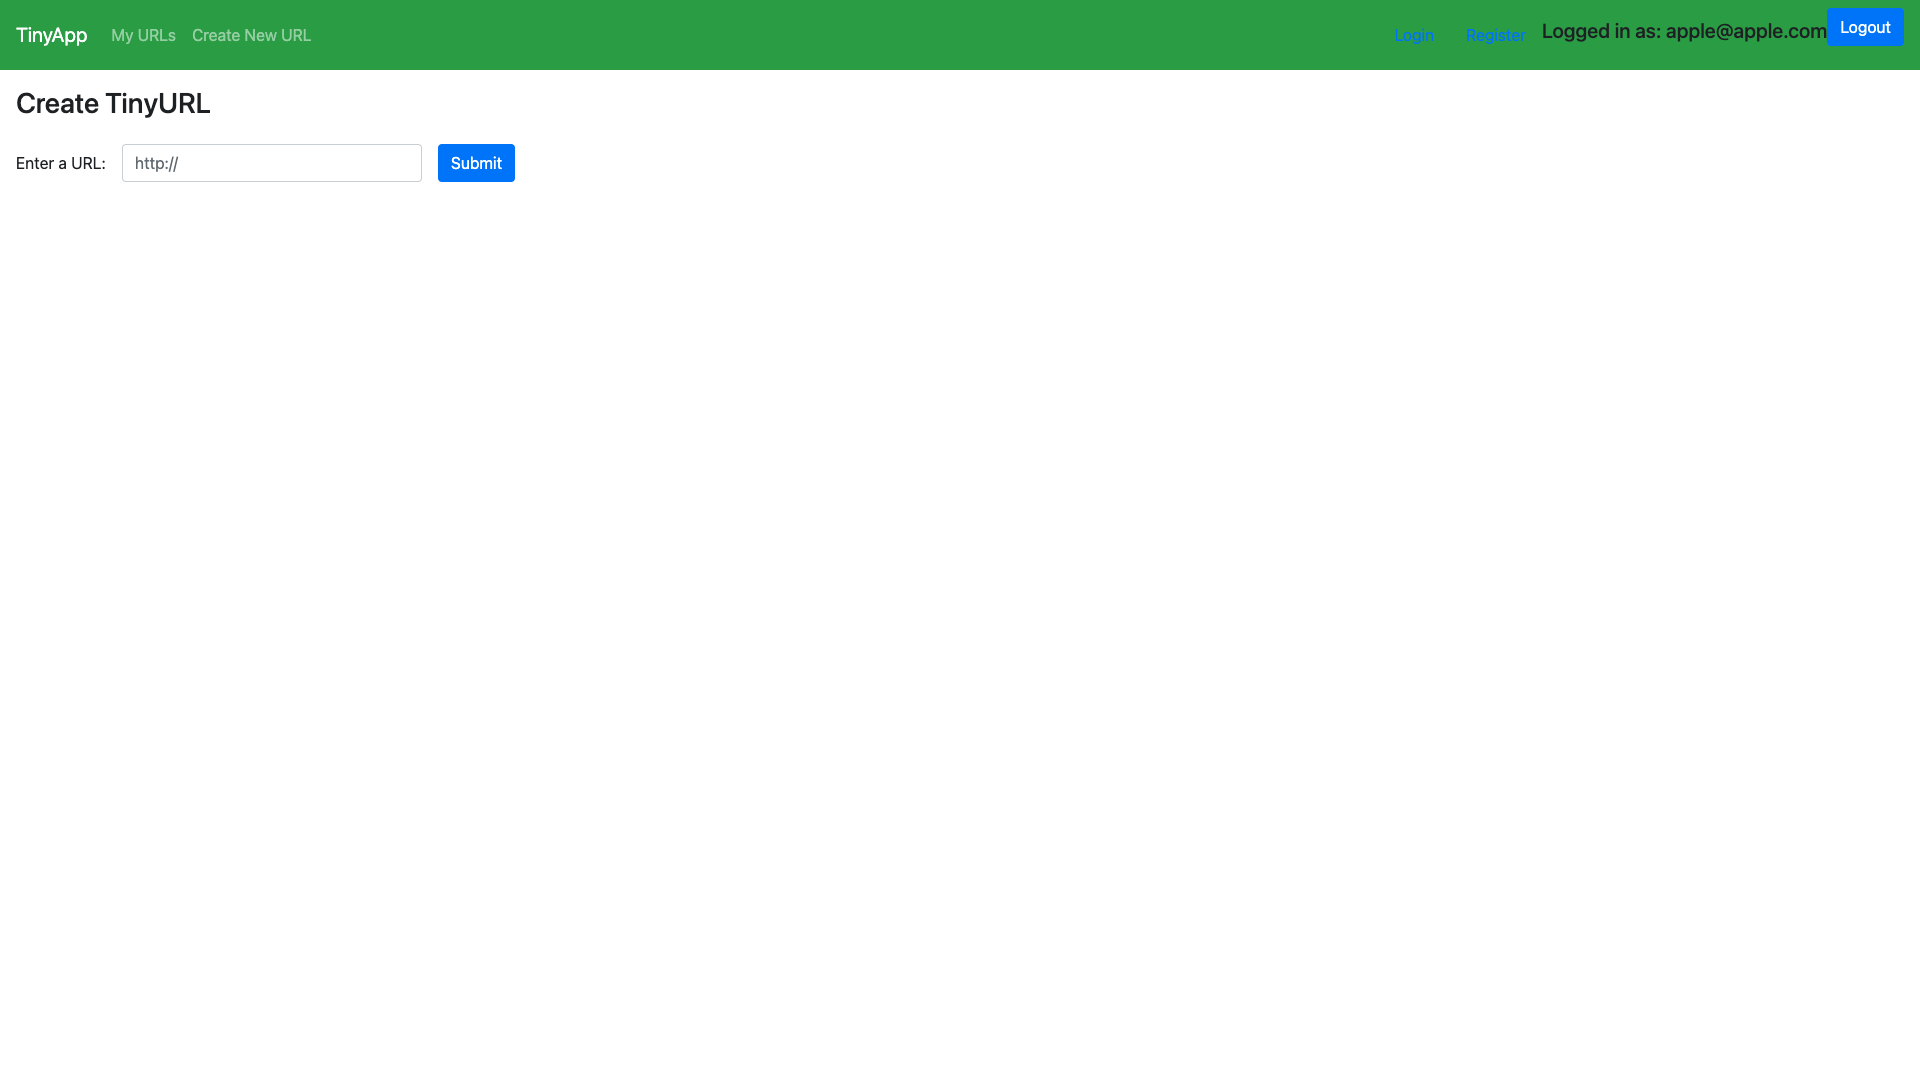 TinyApp My URLs Create New URL Login Register Logged in as: apple@apple.com Logout
Create TinyURL
Enter a URL: http:// Submit